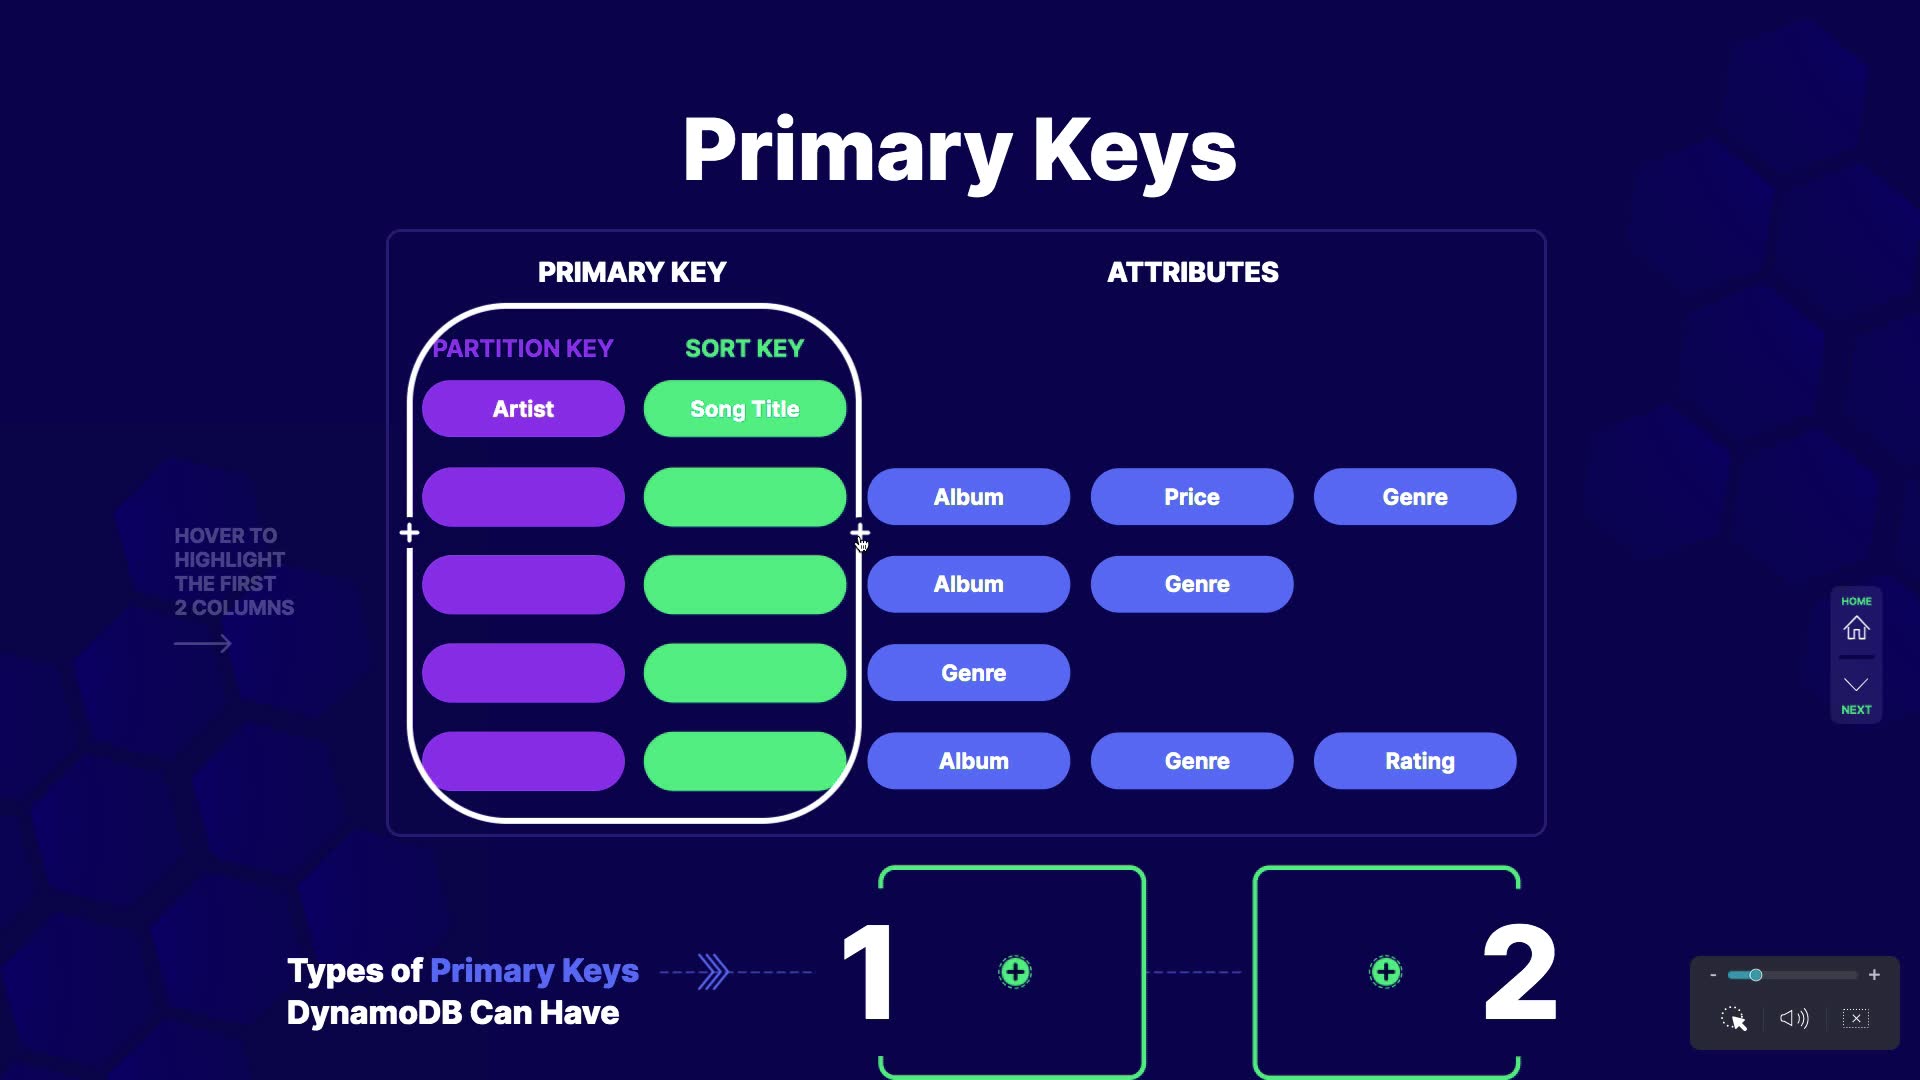 Primary Keys
PRIMARY KEY
ATTRIBUTES
PARTITION KEY
SORT KEY
Artist
Song Title
Album
Price
Genre
Album
Genre
Genre
Album
Genre
Rating
HOVER TO
HIGHLIGHT
THE FIRST
2 COLUMNS
HOME
NEXT
Types of Primary Keys
DynamoDB Can Have
1
2